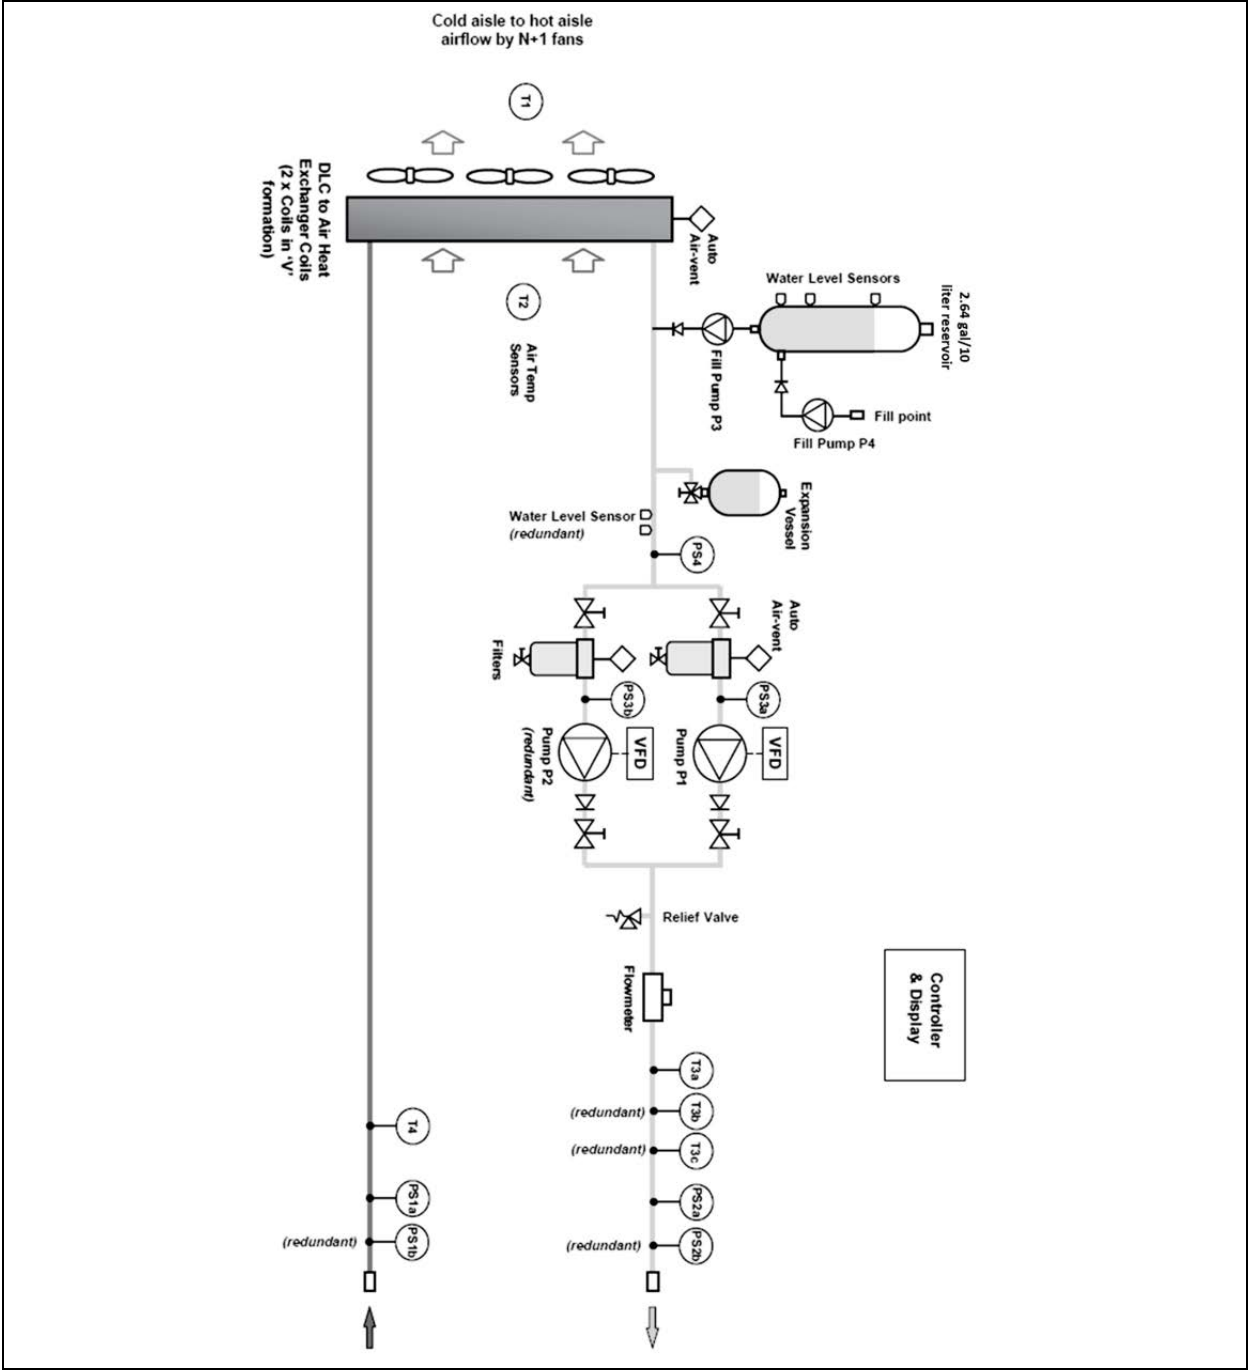 Cold aisle to hot aisle
airflow by N+1 fans
T1
DLC to Air Heat
Exchanger Coils
(2 x Coils in 'V'
formation)
Auto
Air-vent
T2
Air Temp
Sensors
Water Level Sensors
2.64 gal/10
liter reservoir
Fill Pump P3
Fill point
Fill Pump P4
Expansion
Vessel
Water Level Sensor
(redundant)
PS4
Auto
Air-vent
Filters
PS3b
PS3a
VFD
VFD
Pump P2
(redundant)
Pump P1
Relief Valve
Flowmeter
Controller
& Display
T3a
(redundant)
T3b
(redundant)
T3c
T4
PS1a
(redundant)
PS1b
PS2a
(redundant)
PS2b